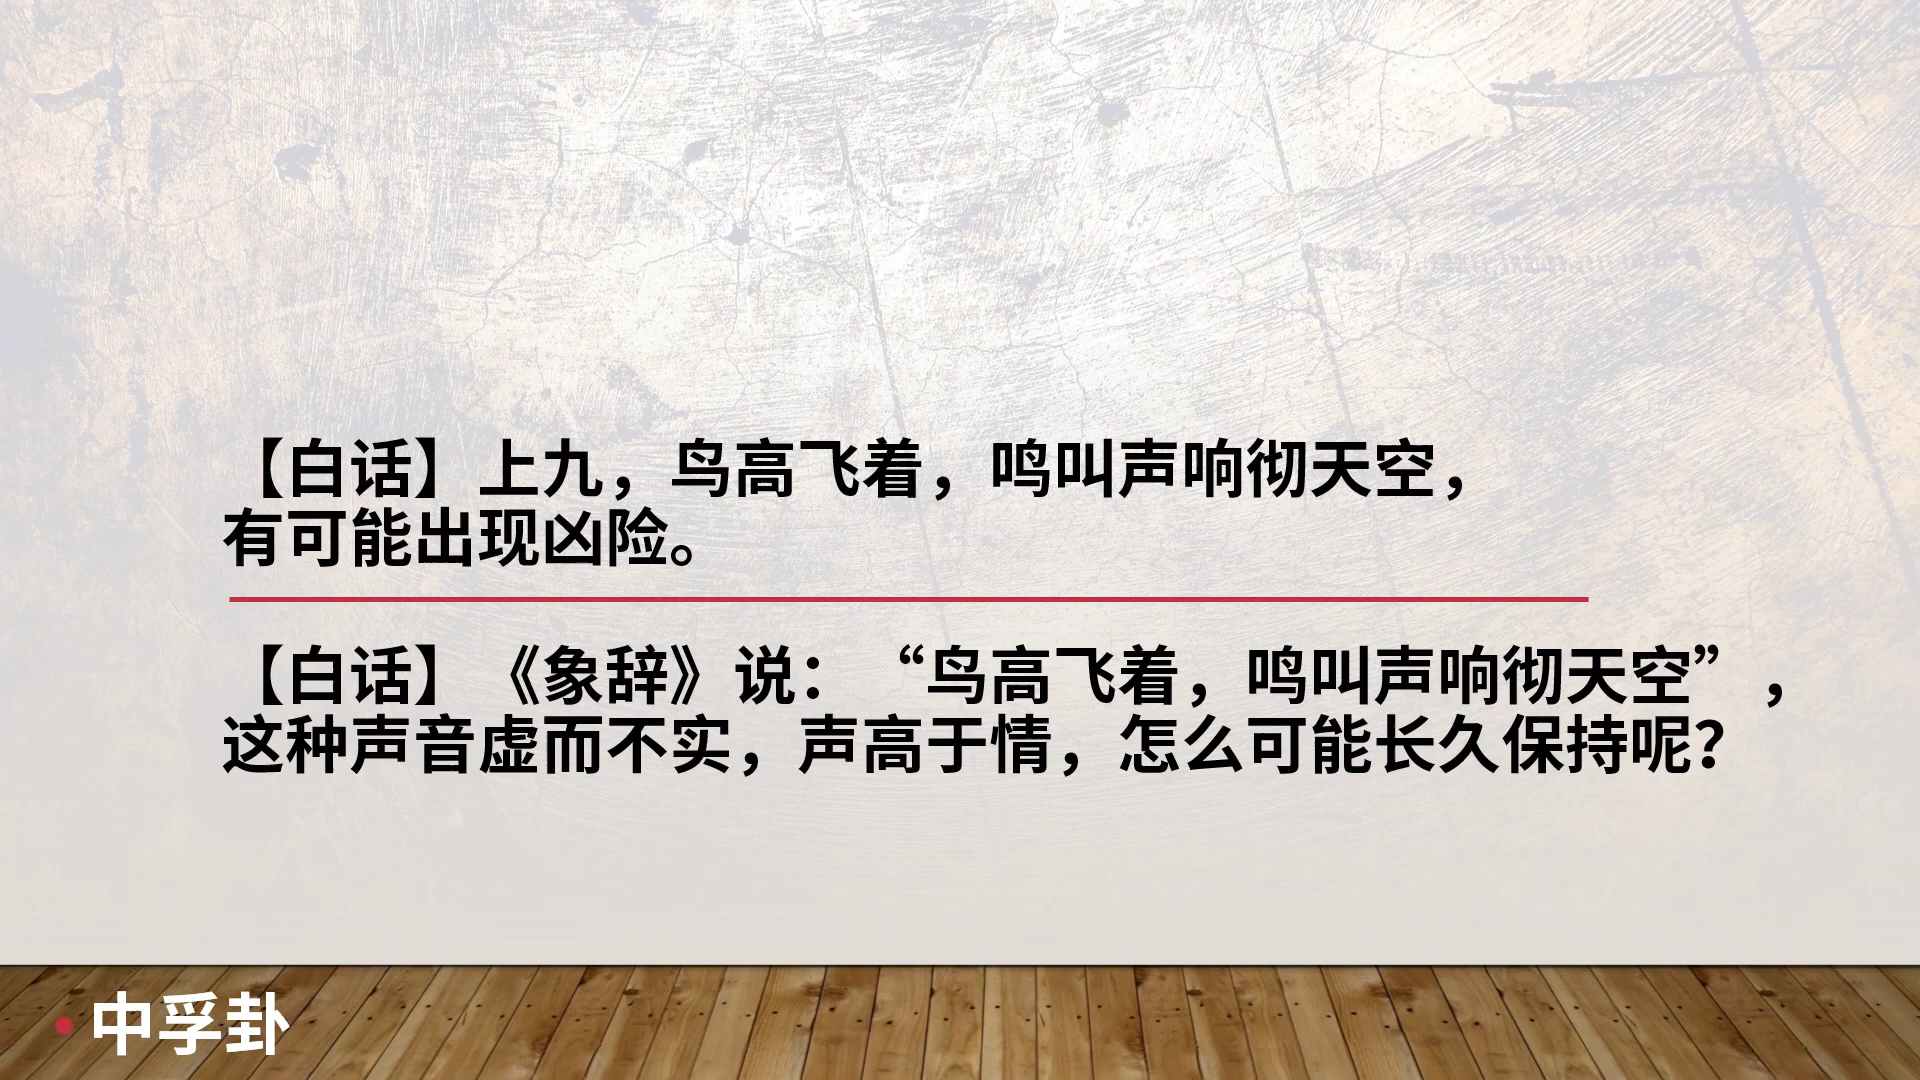 【白话】上九，鸟高飞着，鸣叫声响彻天空，
有可能出现凶险。
【白话】《象辞》说：“鸟高飞着，鸣叫声响彻天空”，
这种声音虚而不实，声高于情，怎么可能长久保持呢？
中孚卦